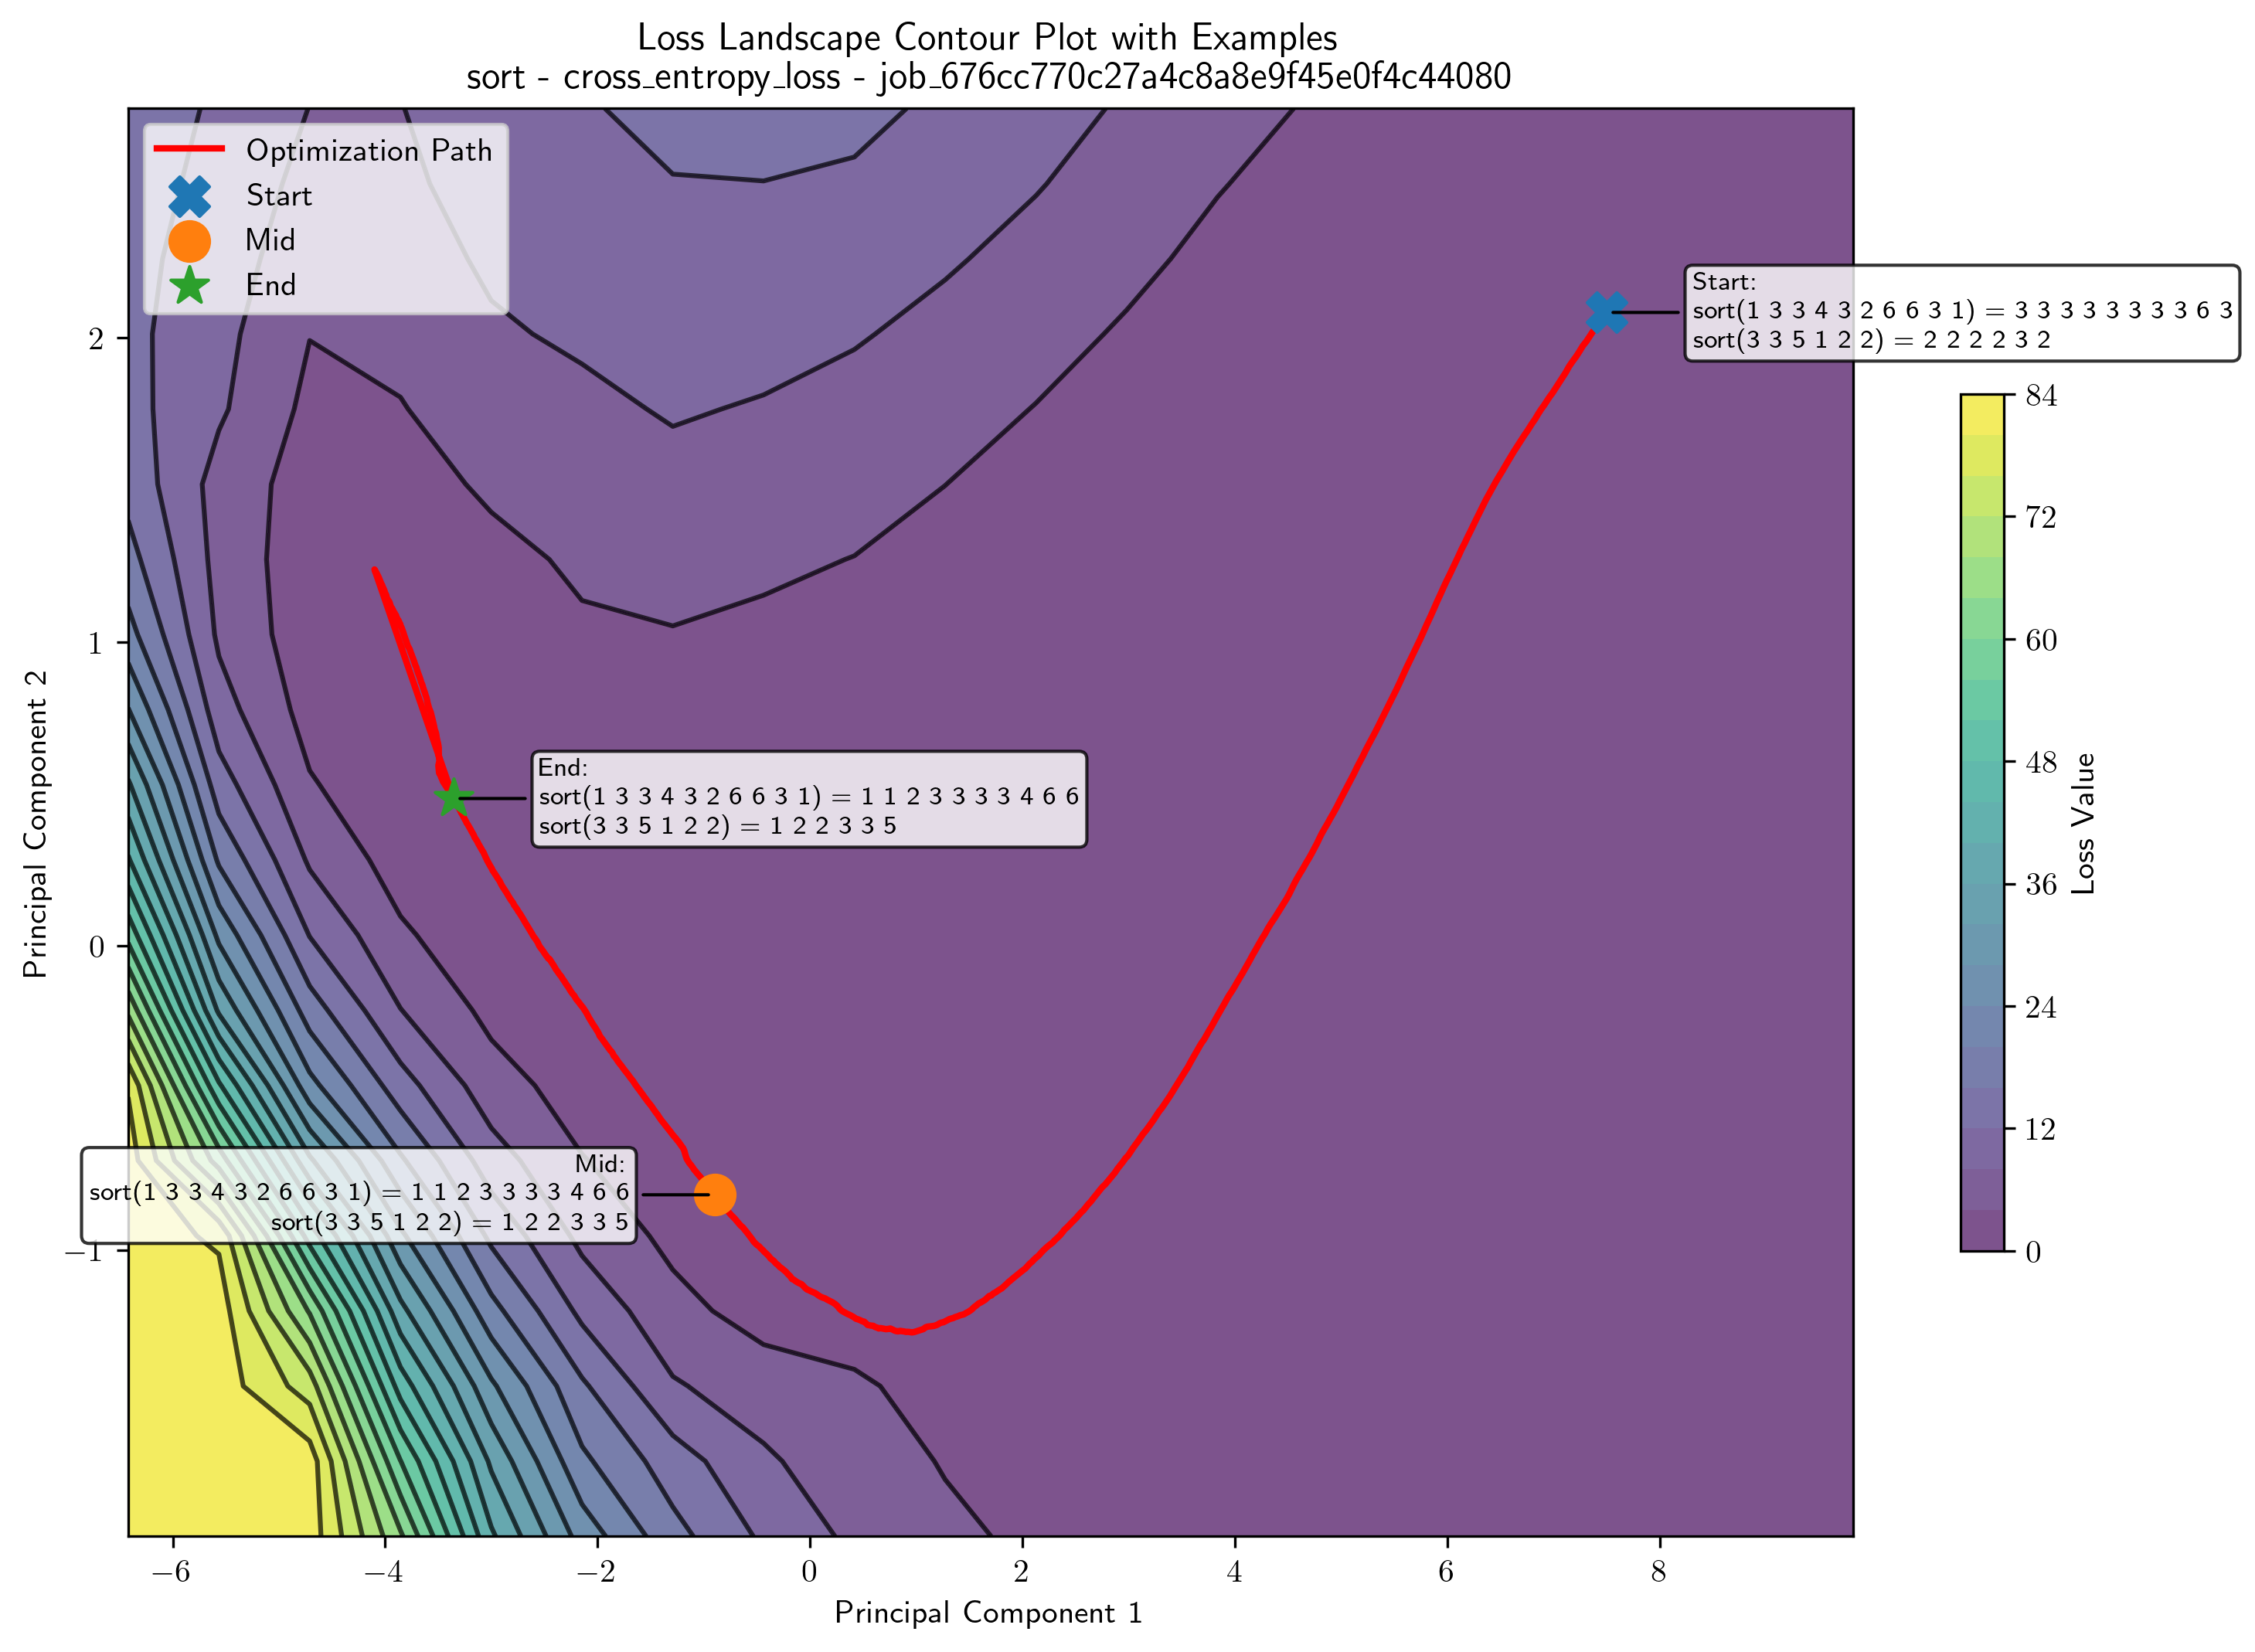 Loss Landscape Contour Plot with Examples
sort - cross_entropy_loss - job_676cc770c27a4c8a8e9f45e0f4c44080
Optimization Path
Start
Mid
End
Start:
sort(1 3 3 4 3 2 6 6 3 1) = 3 3 3 3 3 3 3 3 6 3
sort(3 3 5 1 2 2) = 2 2 2 2 3 2
End:
sort(1 3 3 4 3 2 6 6 3 1) = 1 1 2 3 3 3 3 4 6 6
sort(3 3 5 1 2 2) = 1 2 2 3 3 5
Mid:
sort(1 3 3 4 3 2 6 6 3 1) = 1 1 2 3 3 3 3 4 6 6
sort(3 3 5 1 2 2) = 1 2 2 3 3 5
2
1
0
−1
Principal Component 2
−6
−4
−2
0
2
4
6
8
Principal Component 1
84
72
60
48
36
24
12
0
Loss Value